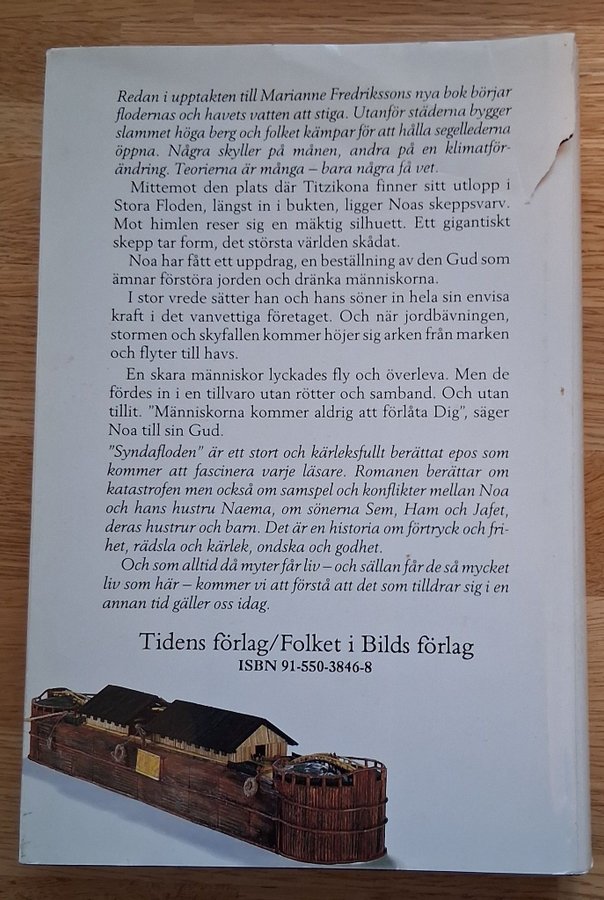 Redan i upptakten till Marianne Fredrikssons nya bok börjar
flodernas och havets vatten att stiga. Utanför städerna bygger
slammet höga berg och folket kämpar för att hålla segellederna
öppna. Några skyller på månen, andra på en klimatför-
ändring. Teorierna är många – bara några få vet.
Mittemot den plats där Titzikona finner sitt utlopp i
Stora Floden, längst in i bukten, ligger Noas skeppsvarv.
Mot himlen reser sig en mäktig silhuett. Ett gigantiskt
skepp tar form, det största världen skådat.
Noa har fått ett uppdrag, en beställning av den Gud som
ämnar förstöra jorden och dränka människorna.
I stor vrede sätter han och hans söner in hela sin envisa
kraft i det vanvettiga företaget. Och när jordbävningen,
stormen och skyfallen kommer höjer sig arken från marken
och flyter till havs.
En skara människor lyckades fly och överleva. Men de
fördes in i en tillvaro utan rötter och samband. Och utan
tillit. ”Människorna kommer aldrig att förlåta Dig”, säger
Noa till sin Gud.
”Syndafloden” är ett stort och kärleksfullt berättat epos som
kommer att fascinera varje läsare. Romanen berättar om
katastrofen men också om samspel och konflikter mellan Noa
och hans hustru Naema, om sönerna Sem, Ham och Jafet,
deras hustrur och barn. Det är en historia om förtryck och fri-
het, rädsla och kärlek, ondska och godhet.
Och som alltid då myter får liv – och sällan får de så mycket
liv som här – kommer vi att förstå att det som tilldrar sig i en
annan tid gäller oss idag.
Tidens förlag/Folket i Bilds förlag
ISBN 91-550-3846-8